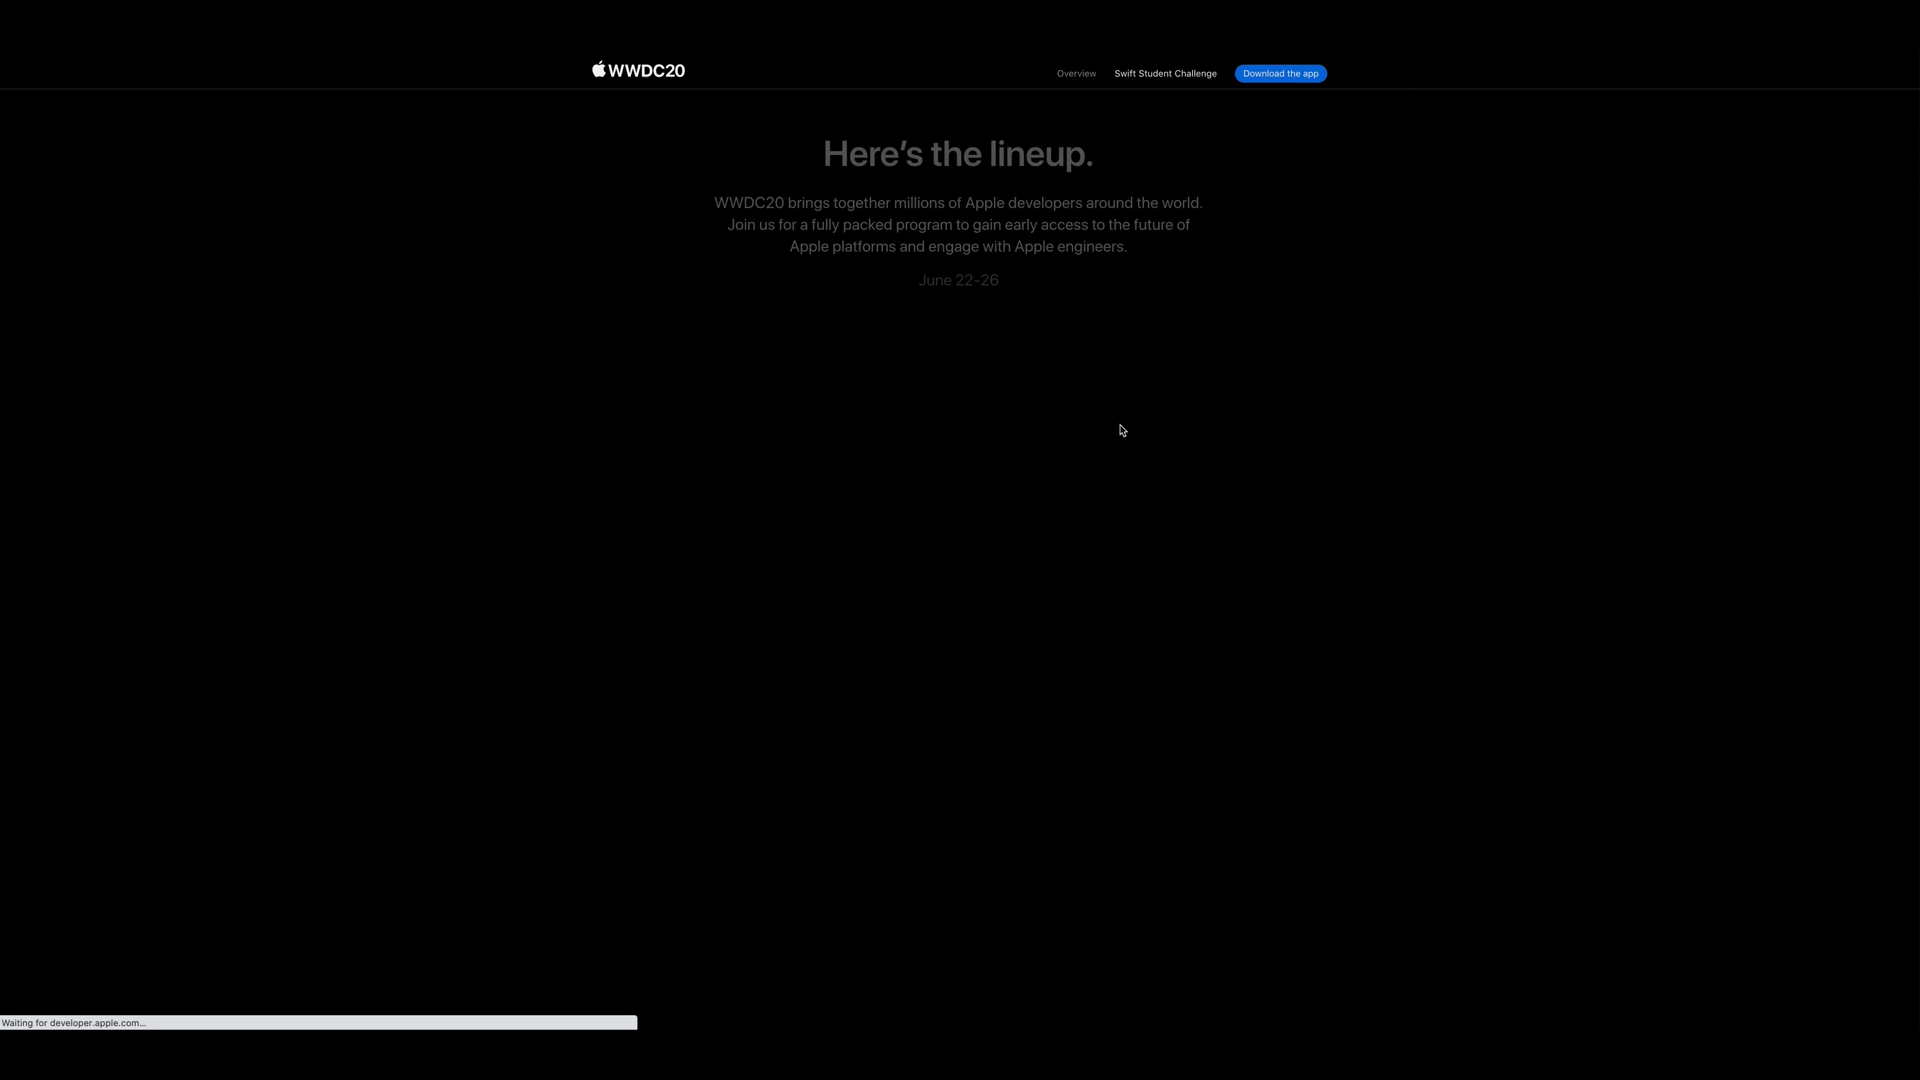 WWDC20
Overview
Swift Student Challenge
Download the app
Here’s the lineup.
WWDC20 brings together millions of Apple developers around the world.
Join us for a fully packed program to gain early access to the future of
Apple platforms and engage with Apple engineers.
June 22-26
Waiting for developer.apple.com...